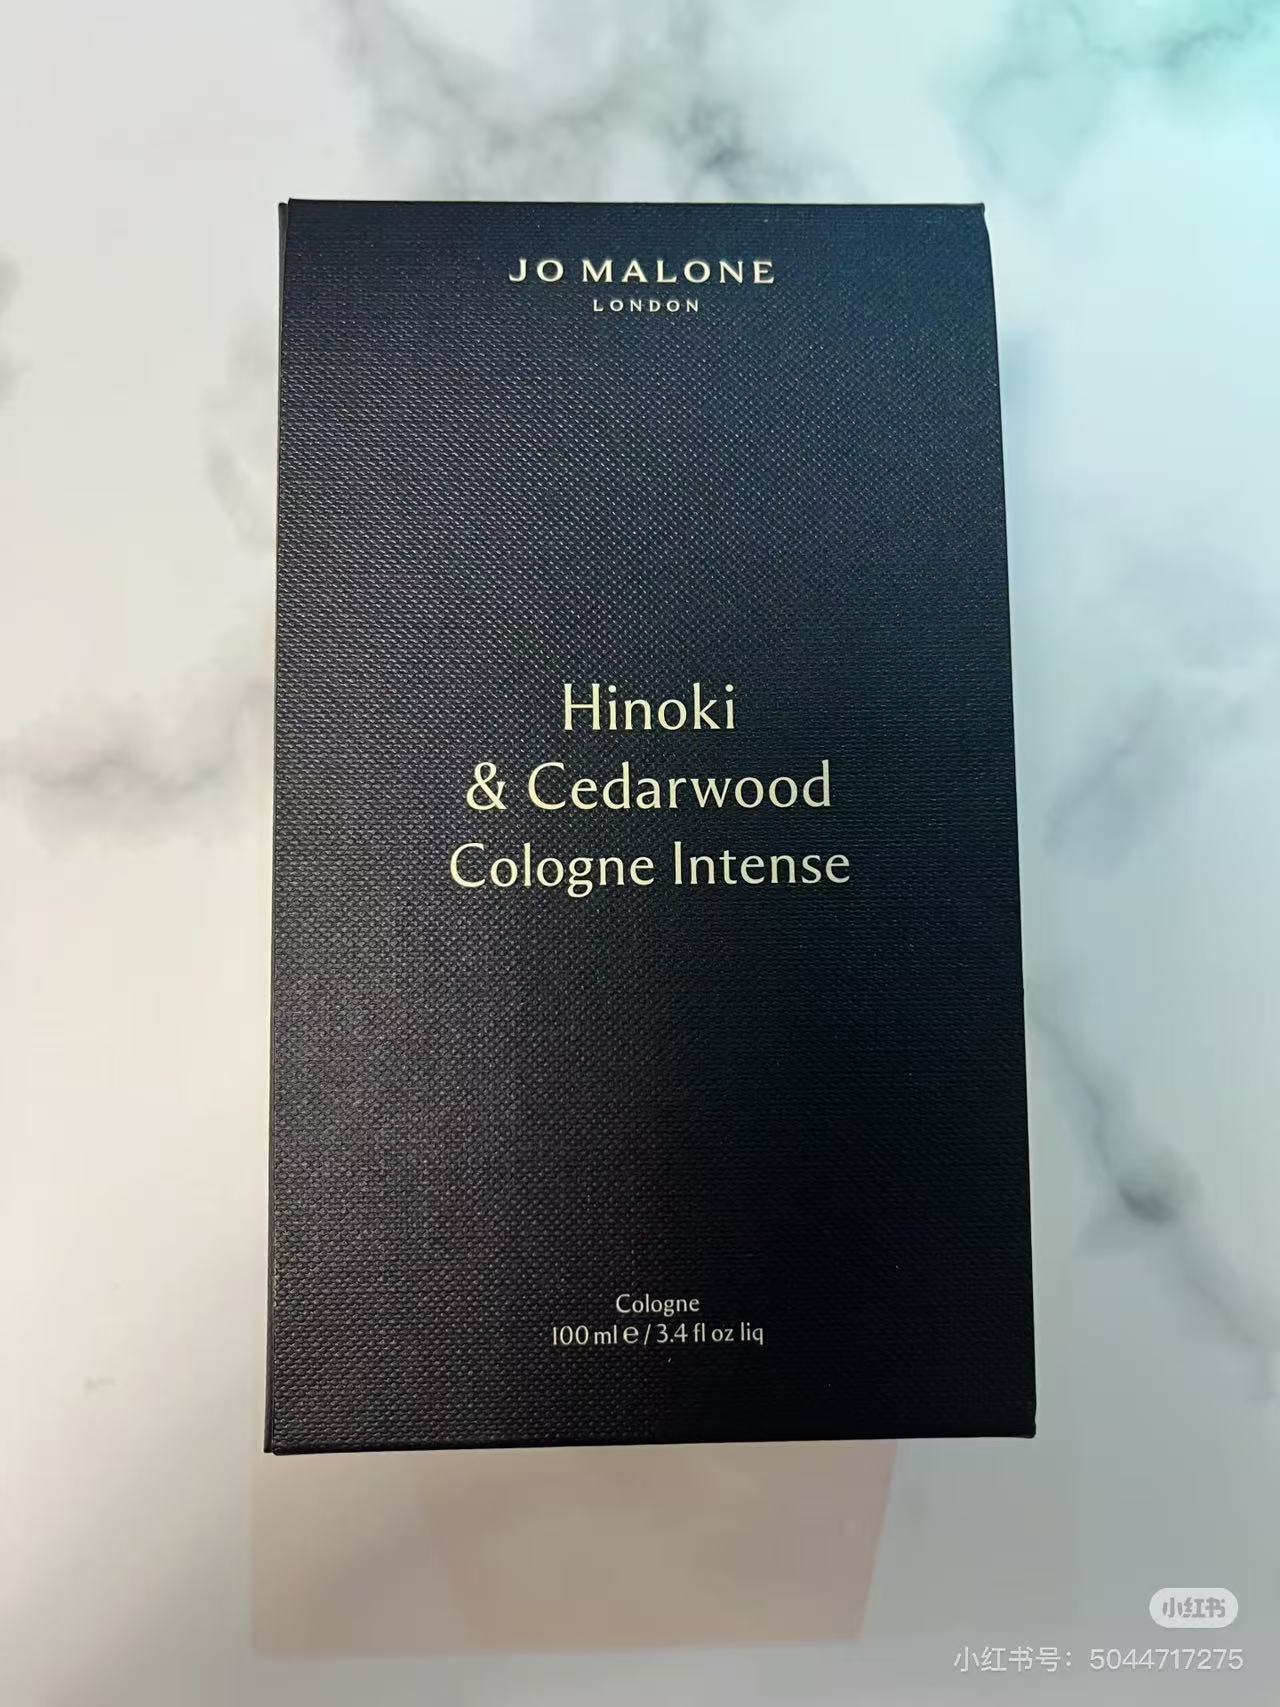 JO MALONE
LONDON
Hinoki
& Cedarwood
Cologne Intense
Cologne
100 ml ℮ / 3.4 fl oz liq
小红书
小红书号：5044717275